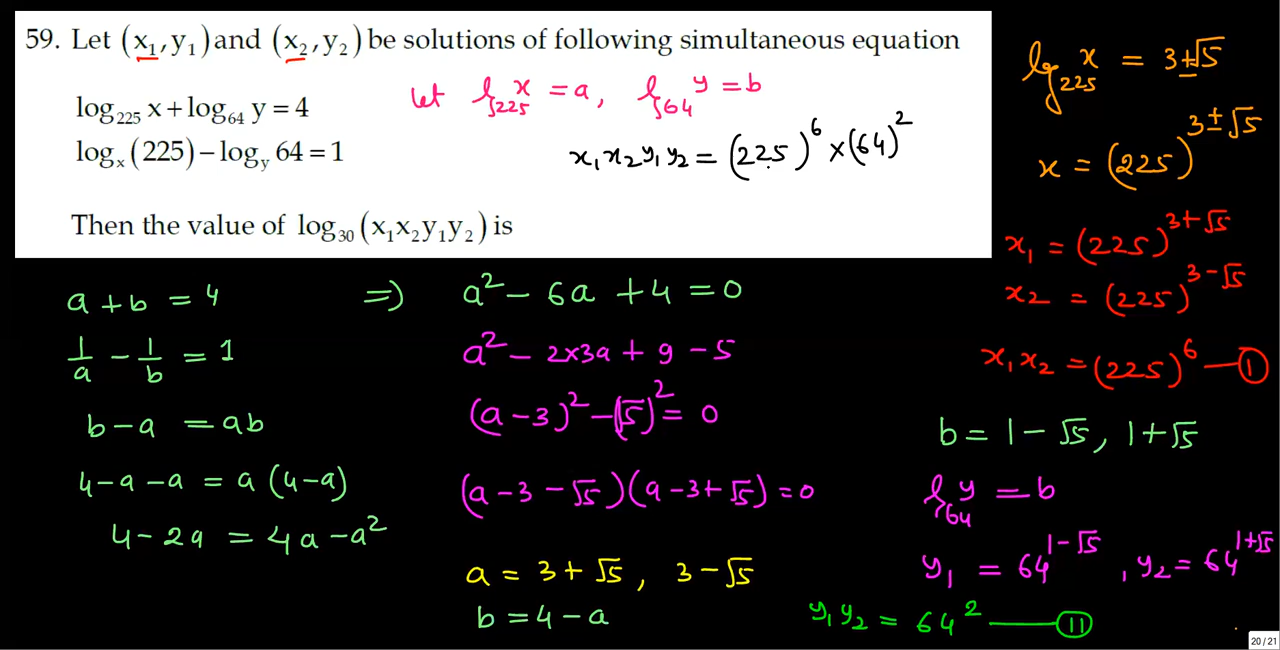 59. Let (x₁,y₁) and (x₂,y₂) be solutions of following simultaneous equation
log₂₂₅ x + log₆₄ y = 4
let log₂₂₅ x = a, log₆₄ y = b
logₓ(225) − log_y 64 = 1
x₁x₂y₁y₂ = (225)⁶ × (64)²
Then the value of log₃₀(x₁x₂y₁y₂) is
a + b = 4
1/a − 1/b = 1
b − a = ab
4 − a − a = a (4 − a)
4 − 2a = 4a − a²
=> a² − 6a + 4 = 0
a² − 2×3a + 9 − 5
(a − 3)² − (√5)² = 0
(a − 3 − √5)(a − 3 + √5) = 0
a = 3 + √5, 3 − √5
b = 4 − a
log₂₂₅ x = 3 ± √5
x = (225)^(3 ± √5)
x₁ = (225)^(3 + √5)
x₂ = (225)^(3 − √5)
x₁x₂ = (225)⁶ — I
b = 1 − √5, 1 + √5
log₆₄ y = b
y₁ = 64^(1 − √5), y₂ = 64^(1 + √5)
y₁y₂ = 64² — II
20 / 21